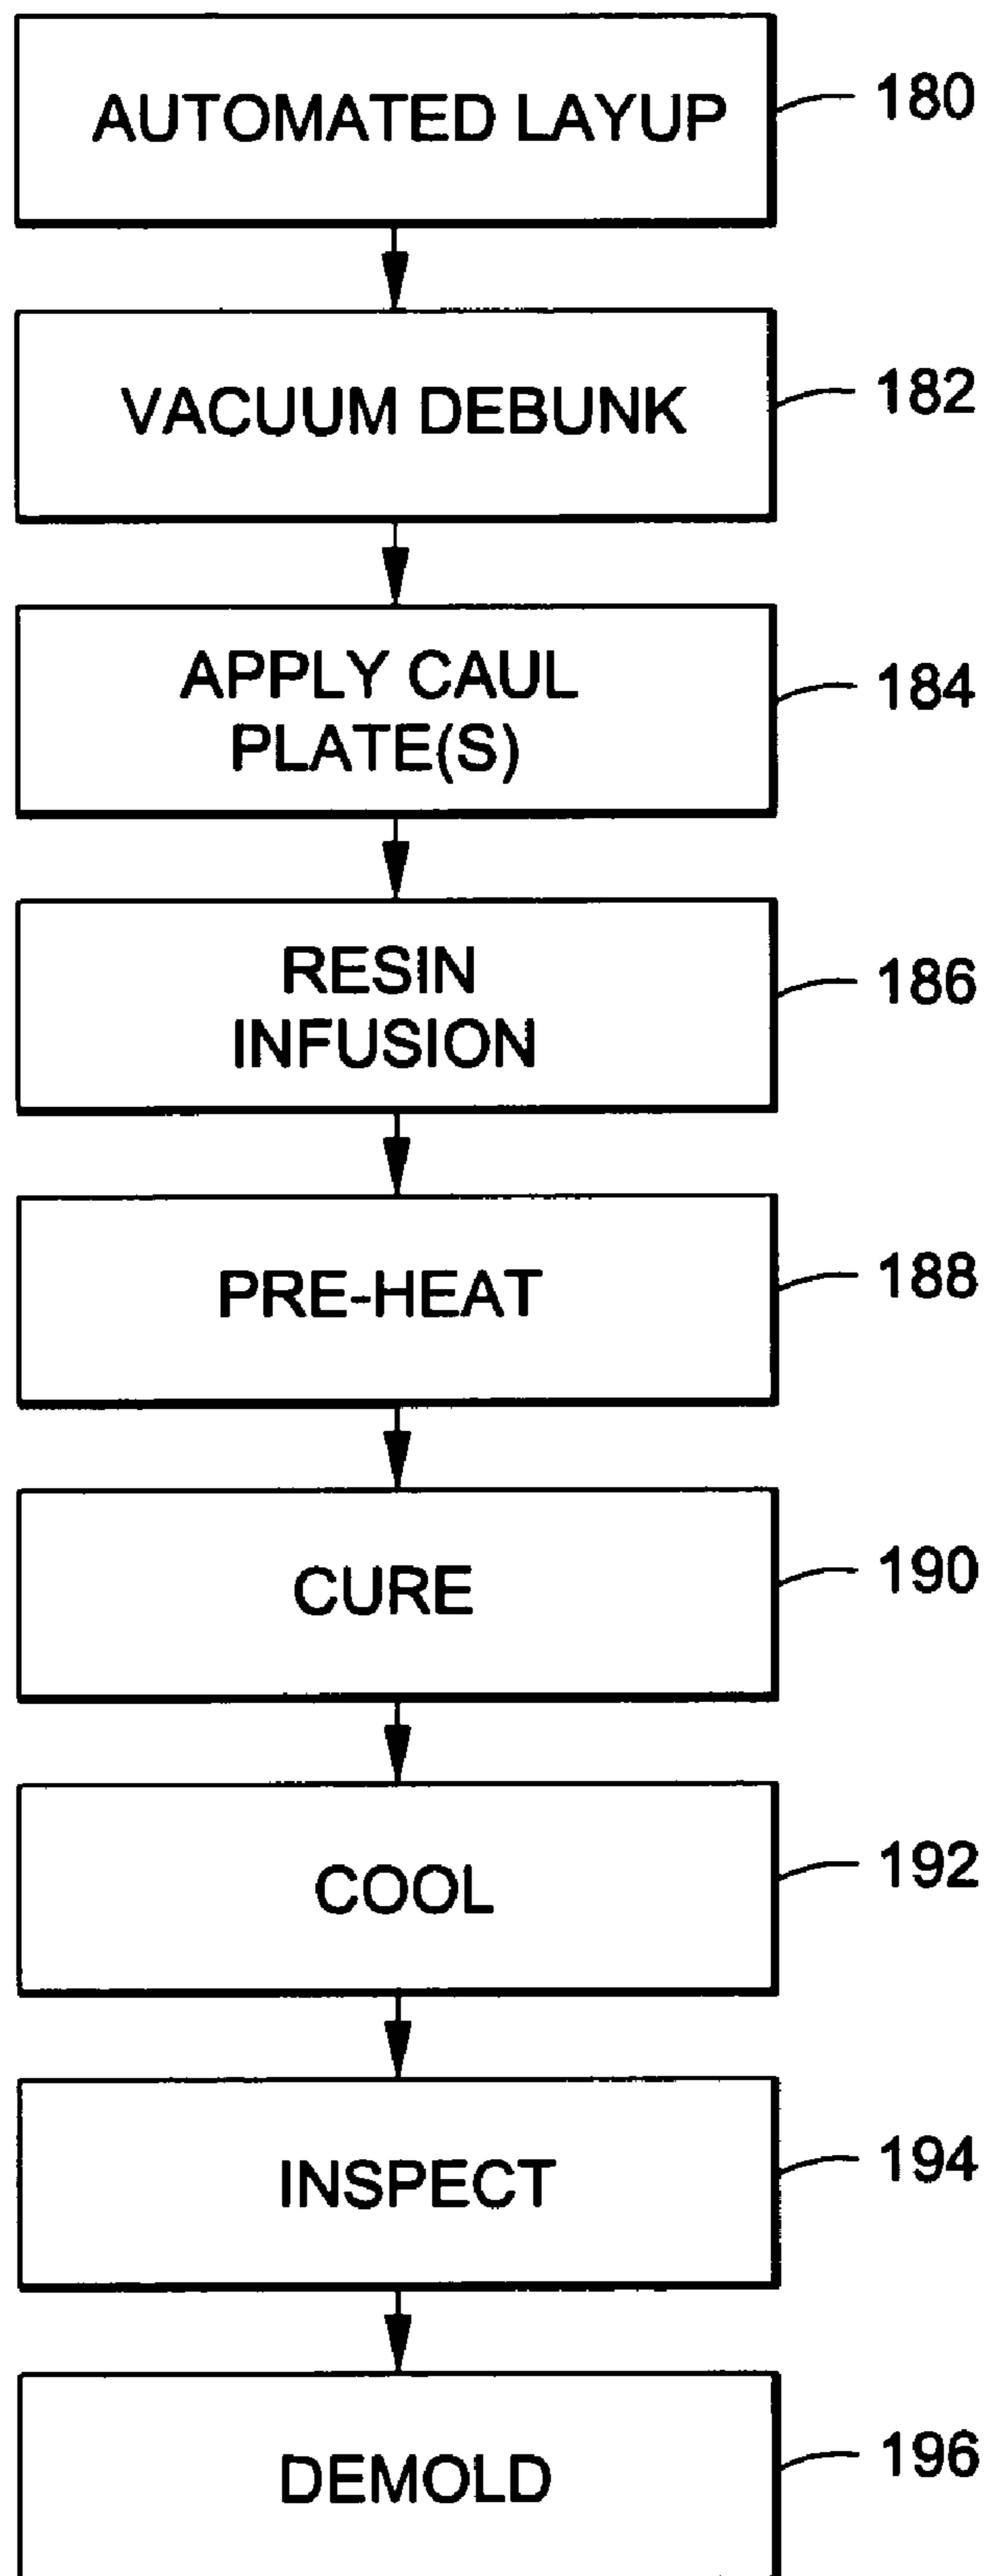 AUTOMATED LAYUP
180
VACUUM DEBUNK
182
APPLY CAUL
PLATE(S)
184
RESIN
INFUSION
186
PRE-HEAT
188
CURE
190
COOL
192
INSPECT
194
DEMOLD
196